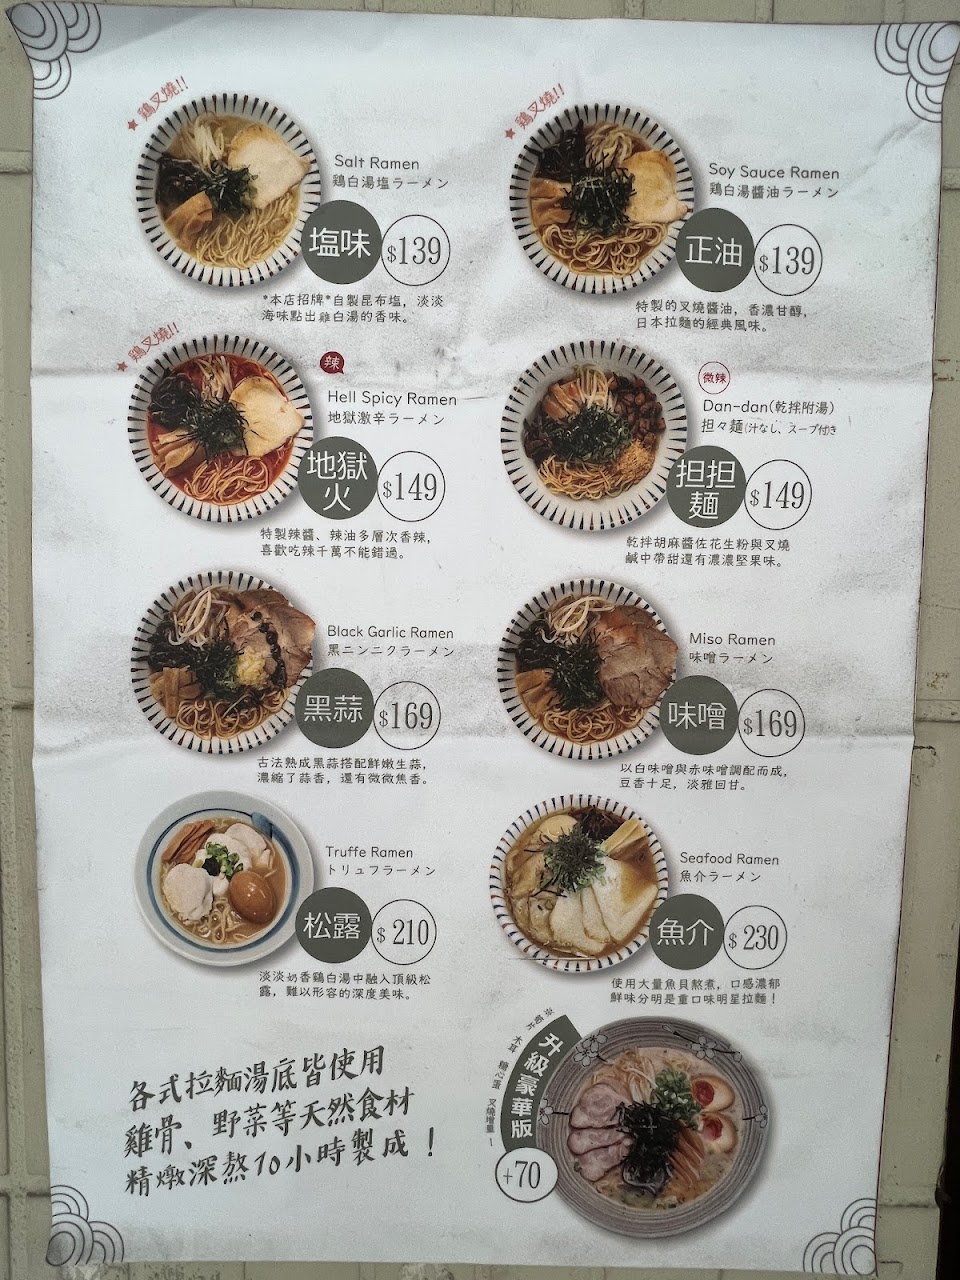 ★ 鶏叉燒!!
Salt Ramen
鶏白湯塩ラーメン
塩味
$139
*本店招牌*自製昆布塩，淡淡
海味點出雞白湯的香味。
★ 鶏叉燒!!
Soy Sauce Ramen
鶏白湯醬油ラーメン
正油
$139
特製的叉燒醬油，香濃甘醇，
日本拉麵的經典風味。
★ 鶏叉燒!!
辣
Hell Spicy Ramen
地獄激辛ラーメン
地獄
火
$149
特製辣醬、辣油多層次香辣，
喜歡吃辣千萬不能錯過。
微辣
Dan-dan(乾拌附湯)
担々麺(汁なし、スープ付き
担担
麵
$149
乾拌胡麻醬佐花生粉與叉燒
鹹中帶甜還有濃濃堅果味。
Black Garlic Ramen
黒ニンニクラーメン
黑蒜
$169
古法熟成黑蒜搭配鮮嫩生蒜，
濃縮了蒜香，還有微微焦香。
Miso Ramen
味噌ラーメン
味噌
$169
以白味噌與赤味噌調配而成，
豆香十足，淡雅回甘。
Truffe Ramen
トリュフラーメン
松露
$210
淡淡奶香鷄白湯中融入頂級松
露，難以形容的深度美味。
Seafood Ramen
魚介ラーメン
魚介
$230
使用大量魚貝熬煮，口感濃郁
鮮味分明是重口味明星拉麵！
各式拉麵湯底皆使用
雞骨、野菜等天然食材
精燉深熬10小時製成！
升級豪華版
木耳 糖心蛋 叉燒增量
+70